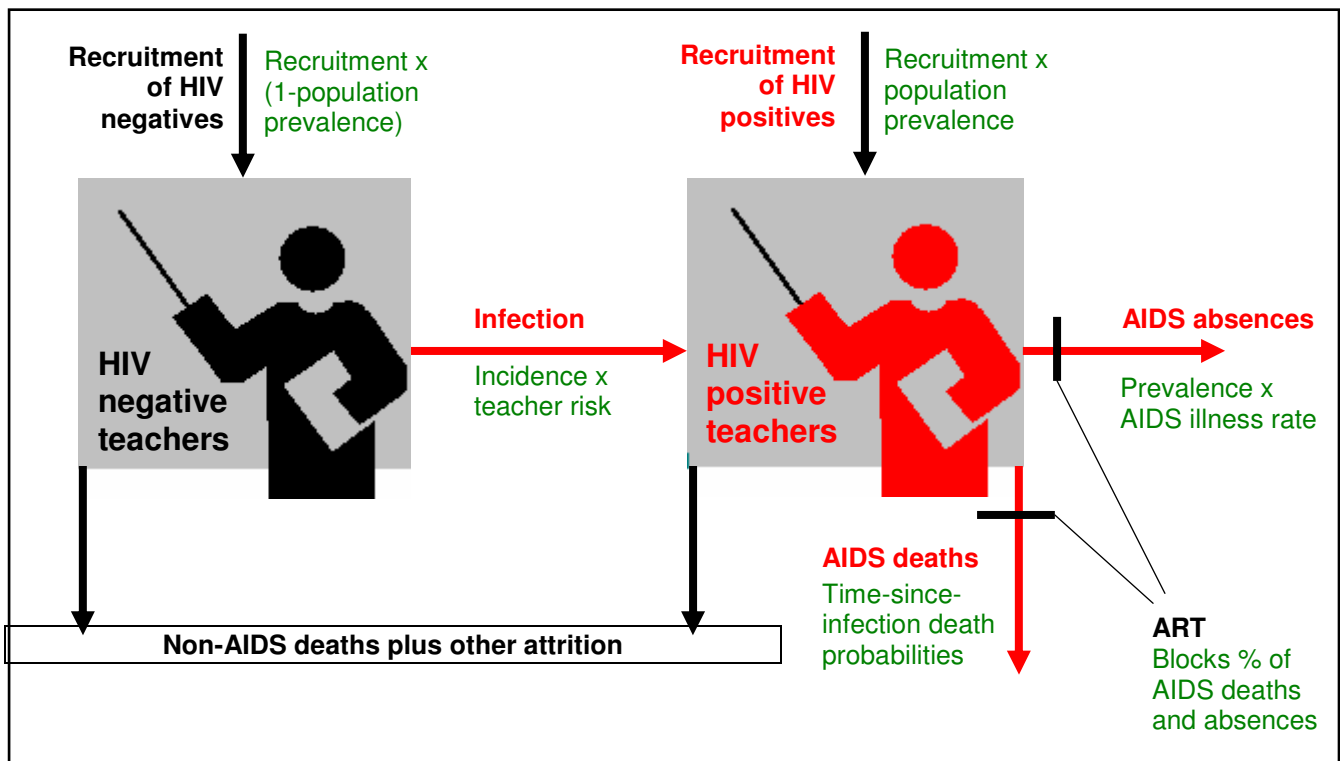 Recruitment
of HIV
negatives
Recruitment x
(1-population
prevalence)
Recruitment
of HIV
positives
Recruitment x
population
prevalence
HIV
negative
teachers
Infection
Incidence x
teacher risk
HIV
positive
teachers
AIDS absences
Prevalence x
AIDS illness rate
AIDS deaths
Time-since-
infection death
probabilities
ART
Blocks % of
AIDS deaths
and absences
Non-AIDS deaths plus other attrition